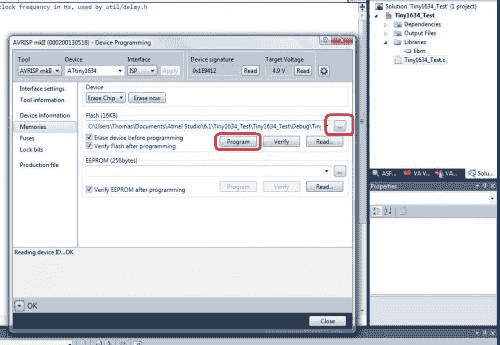 clock frequency in Hz, used by util/delay.h
AVRISP mkII (000200130518) - Device Programming
Tool Device Interface Device signature Target Voltage
AVRISP mkII ATtiny1634 ISP Apply 0x1E9412 Read 4.9 V Read
Interface settings
Tool information
Device information
Memories
Fuses
Lock bits
Production file
Device
Erase Chip Erase now
Flash (16KB)
C:\Users\Thomas\Documents\Atmel Studio\6.1\Tiny1634_Test\Tiny1634_Test\Debug\Tiny ...
Erase device before programming
Verify Flash after programming
Program Verify Read...
EEPROM (256bytes)
...
Verify EEPROM after programming
Program Verify Read...
Reading device ID...OK
OK
Close
Solution 'Tiny1634_Test' (1 project)
Tiny1634_Test
Dependencies
Output Files
Libraries
libm
Tiny1634_Test.c
ASF... VA V... VA... Solu...
Properties